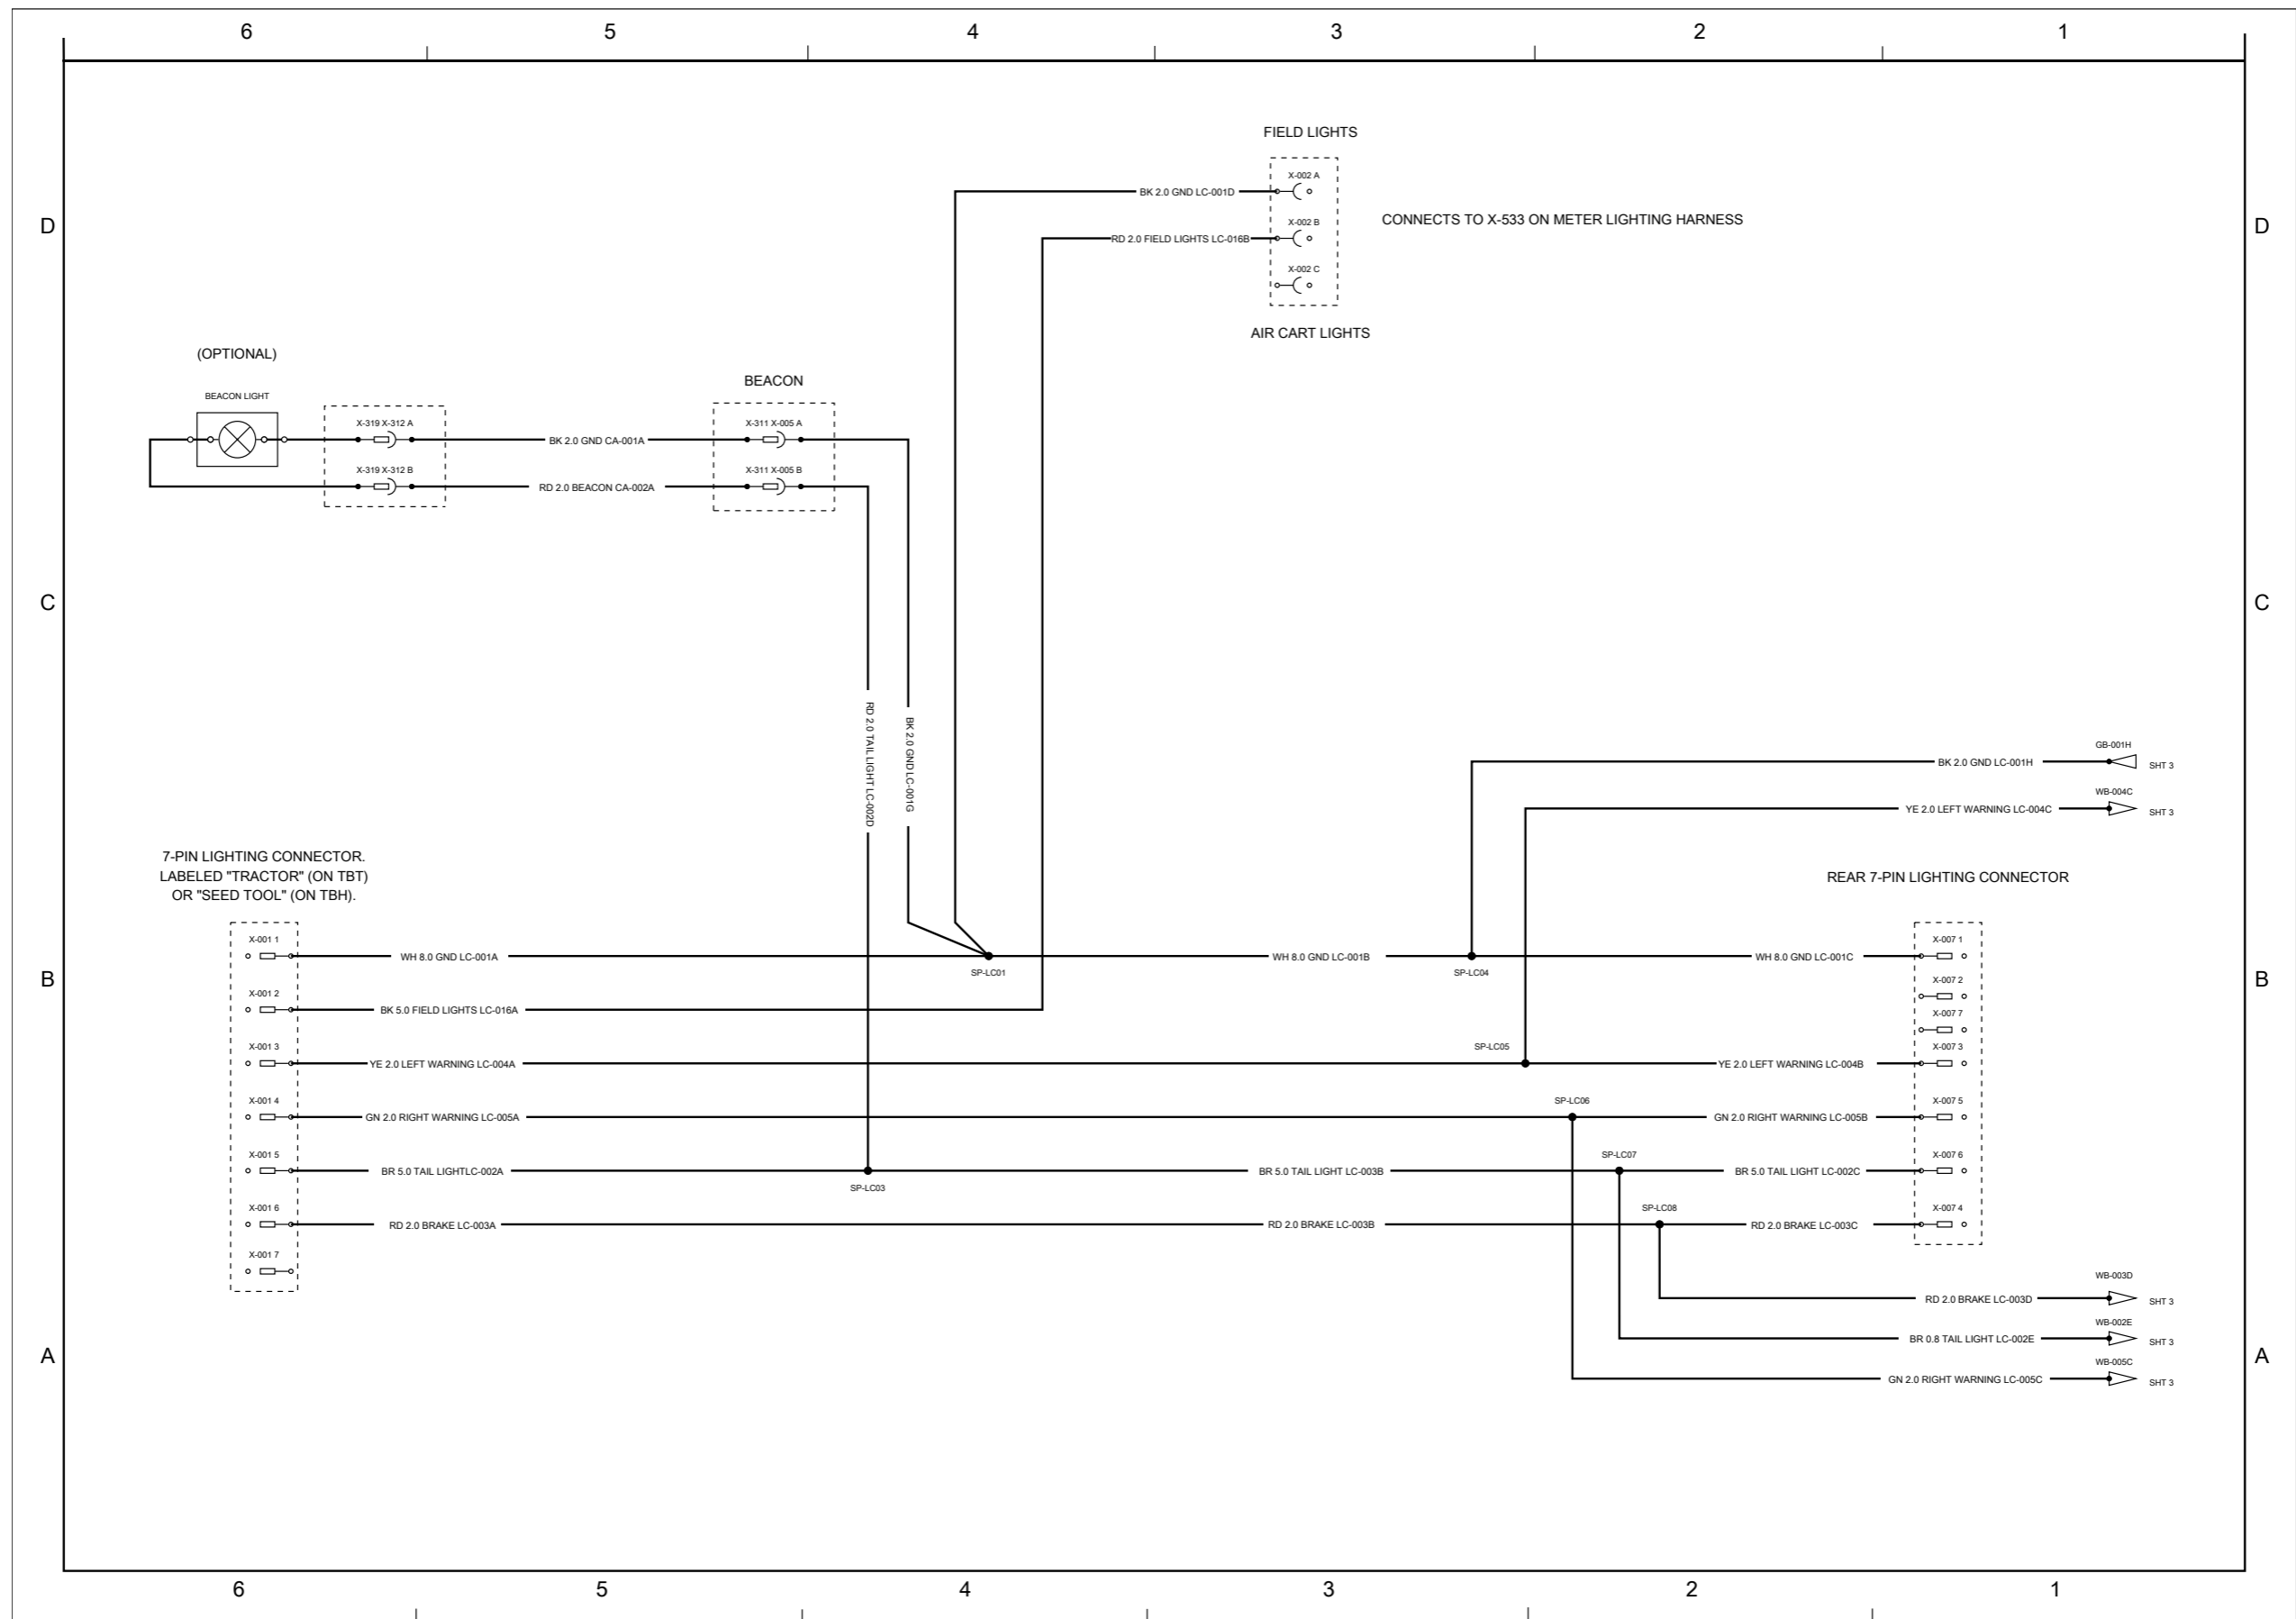 6 5 4 3 2 1
FIELD LIGHTS
X-002 A
BK 2.0 GND LC-001D
D
CONNECTS TO X-533 ON METER LIGHTING HARNESS
D
X-002 B
RD 2.0 FIELD LIGHTS LC-016B
X-002 C
AIR CART LIGHTS
(OPTIONAL)
BEACON
BEACON LIGHT
X-319 X-312 A
X-311 X-005 A
BK 2.0 GND CA-001A
X-319 X-312 B
X-311 X-005 B
RD 2.0 BEACON CA-002A
C
C
RD 2.0 TAIL LIGHT LC-002D
BK 2.0 GND LC-001G
GB-001H
BK 2.0 GND LC-001H
SHT 3
WB-004C
YE 2.0 LEFT WARNING LC-004C
SHT 3
7-PIN LIGHTING CONNECTOR.
LABELED "TRACTOR" (ON TBT)
OR "SEED TOOL" (ON TBH).
REAR 7-PIN LIGHTING CONNECTOR
X-001 1
X-007 1
WH 8.0 GND LC-001A
WH 8.0 GND LC-001B
WH 8.0 GND LC-001C
SP-LC01
SP-LC04
B
B
X-007 2
X-001 2
BK 5.0 FIELD LIGHTS LC-016A
X-007 7
X-001 3
SP-LC05
X-007 3
YE 2.0 LEFT WARNING LC-004A
YE 2.0 LEFT WARNING LC-004B
X-001 4
SP-LC06
X-007 5
GN 2.0 RIGHT WARNING LC-005A
GN 2.0 RIGHT WARNING LC-005B
X-001 5
SP-LC07
X-007 6
BR 5.0 TAIL LIGHTLC-002A
BR 5.0 TAIL LIGHT LC-003B
BR 5.0 TAIL LIGHT LC-002C
SP-LC03
X-001 6
SP-LC08
X-007 4
RD 2.0 BRAKE LC-003A
RD 2.0 BRAKE LC-003B
RD 2.0 BRAKE LC-003C
X-001 7
WB-003D
RD 2.0 BRAKE LC-003D
SHT 3
WB-002E
BR 0.8 TAIL LIGHT LC-002E
SHT 3
A
A
WB-005C
GN 2.0 RIGHT WARNING LC-005C
SHT 3
6 5 4 3 2 1